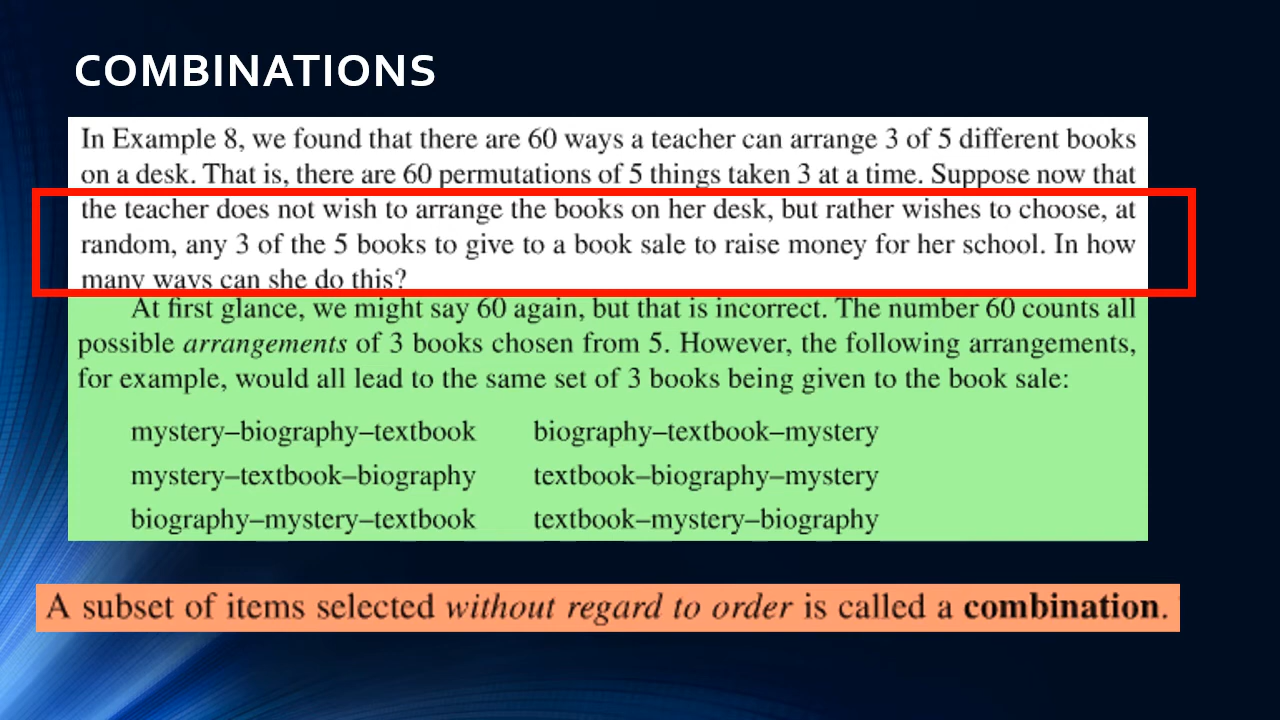 COMBINATIONS
In Example 8, we found that there are 60 ways a teacher can arrange 3 of 5 different books
on a desk. That is, there are 60 permutations of 5 things taken 3 at a time. Suppose now that
the teacher does not wish to arrange the books on her desk, but rather wishes to choose, at
random, any 3 of the 5 books to give to a book sale to raise money for her school. In how
many ways can she do this?
At first glance, we might say 60 again, but that is incorrect. The number 60 counts all
possible arrangements of 3 books chosen from 5. However, the following arrangements,
for example, would all lead to the same set of 3 books being given to the book sale:
mystery–biography–textbook biography–textbook–mystery
mystery–textbook–biography textbook–biography–mystery
biography–mystery–textbook textbook–mystery–biography
A subset of items selected without regard to order is called a combination.